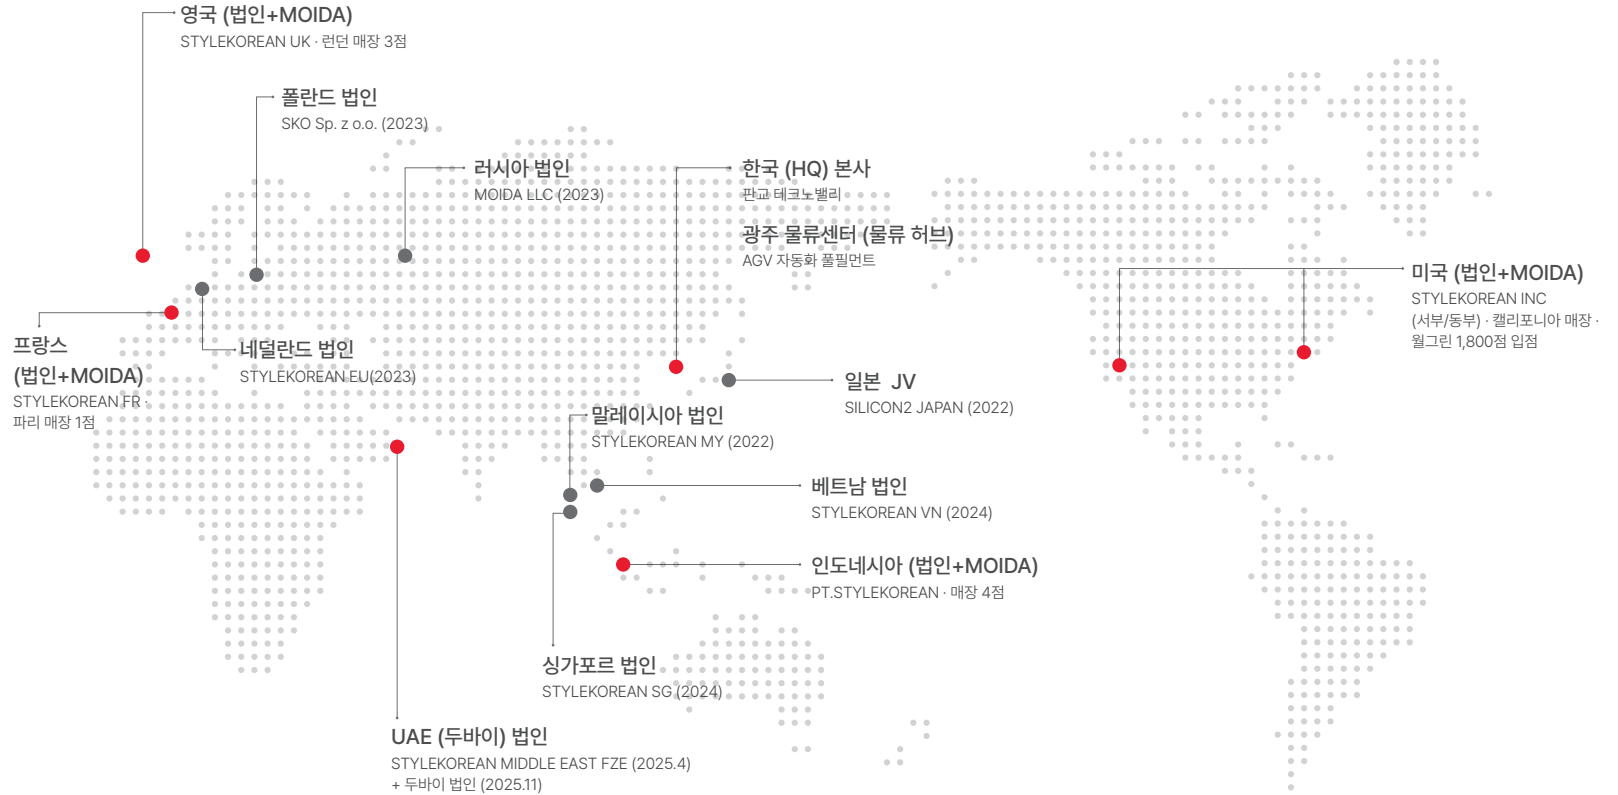 영국 (법인+MOIDA)
STYLEKOREAN UK · 런던 매장 3점
폴란드 법인
SKO Sp. z o.o. (2023)
러시아 법인
MOIDA LLC (2023)
한국 (HQ) 본사
판교 테크노밸리
광주 물류센터 (물류 허브)
AGV 자동화 풀필먼트
미국 (법인+MOIDA)
STYLEKOREAN INC
(서부/동부) · 캘리포니아 매장 ·
월그린 1,800점 입점
프랑스
(법인+MOIDA)
STYLEKOREAN FR ·
파리 매장 1점
네덜란드 법인
STYLEKOREAN EU(2023)
일본 JV
SILICON2 JAPAN (2022)
말레이시아 법인
STYLEKOREAN MY (2022)
베트남 법인
STYLEKOREAN VN (2024)
인도네시아 (법인+MOIDA)
PT.STYLEKOREAN · 매장 4점
싱가포르 법인
STYLEKOREAN SG (2024)
UAE (두바이) 법인
STYLEKOREAN MIDDLE EAST FZE (2025.4)
+ 두바이 법인 (2025.11)